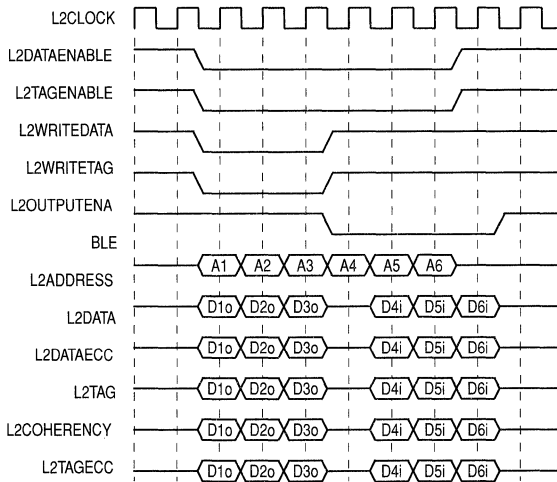 L2CLOCK
L2DATAENABLE
L2TAGENABLE
L2WRITEDATA
L2WRITETAG
L2OUTPUTENA
BLE
L2ADDRESS A1 A2 A3 A4 A5 A6
L2DATA D1o D2o D3o D4i D5i D6i
L2DATAECC D1o D2o D3o D4i D5i D6i
L2TAG D1o D2o D3o D4i D5i D6i
L2COHERENCY D1o D2o D3o D4i D5i D6i
L2TAGECC D1o D2o D3o D4i D5i D6i